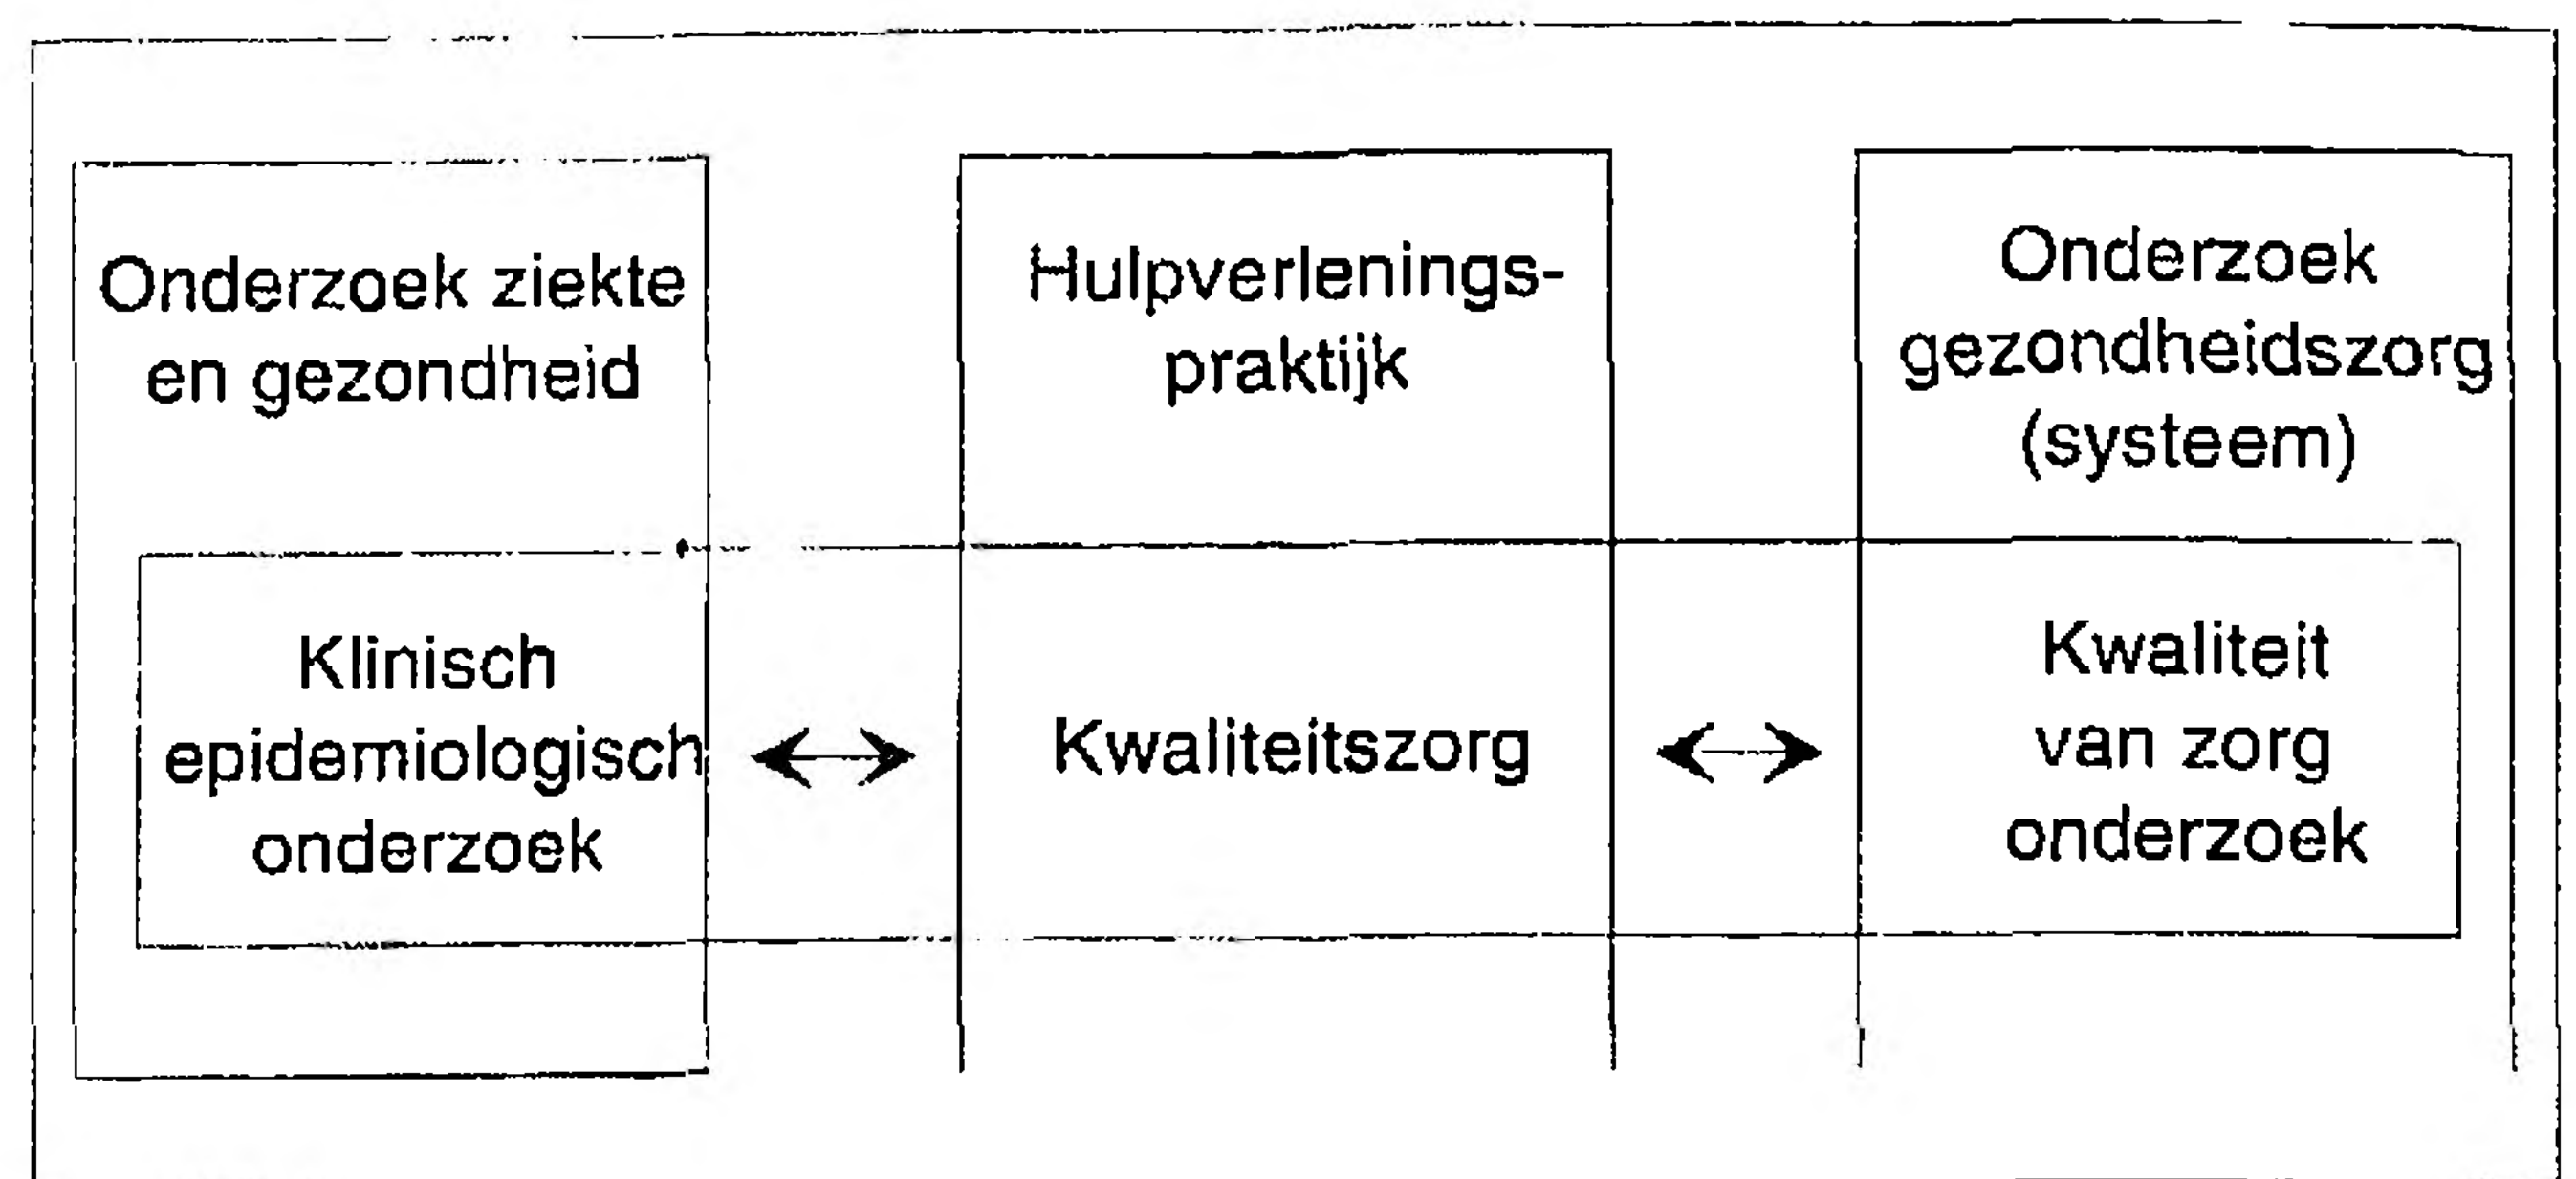 Onderzoek ziekte
en gezondheid
Hulpverlenings-
praktijk
Onderzoek
gezondheidszorg
(systeem)
Klinisch
epidemiologisch
onderzoek
Kwaliteitszorg
Kwaliteit
van zorg
onderzoek